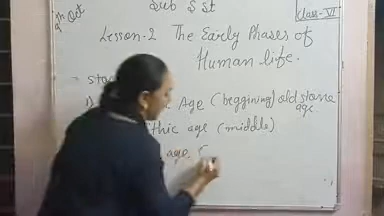 Oct
Sub S St
Class-VI
Lesson-2 The Early Phases of
Human life.
Age (beggining) old stone
age
age (middle)
age.